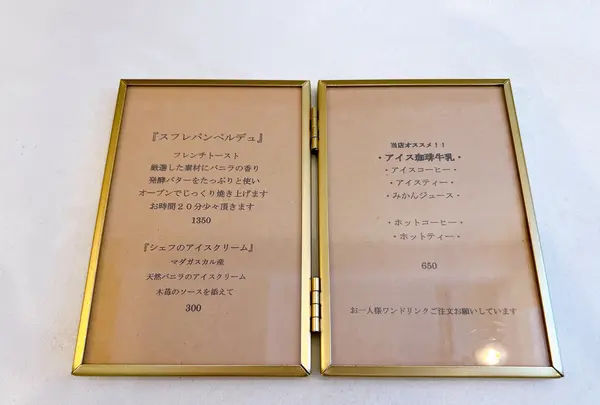 『スフレパンペルデュ』
フレンチトースト
厳選した素材にバニラの香り
発酵バターをたっぷりと使い
オーブンでじっくり焼き上げます
お時間20分少々頂きます
1350
『シェフのアイスクリーム』
マダガスカル産
天然バニラのアイスクリーム
木苺のソースを添えて
300
当店オススメ!!
・アイス珈琲牛乳・
・アイスコーヒー・
・アイスティー・
・みかんジュース・
・ホットコーヒー・
・ホットティー・
650
お一人様ワンドリンクご注文お願いしています